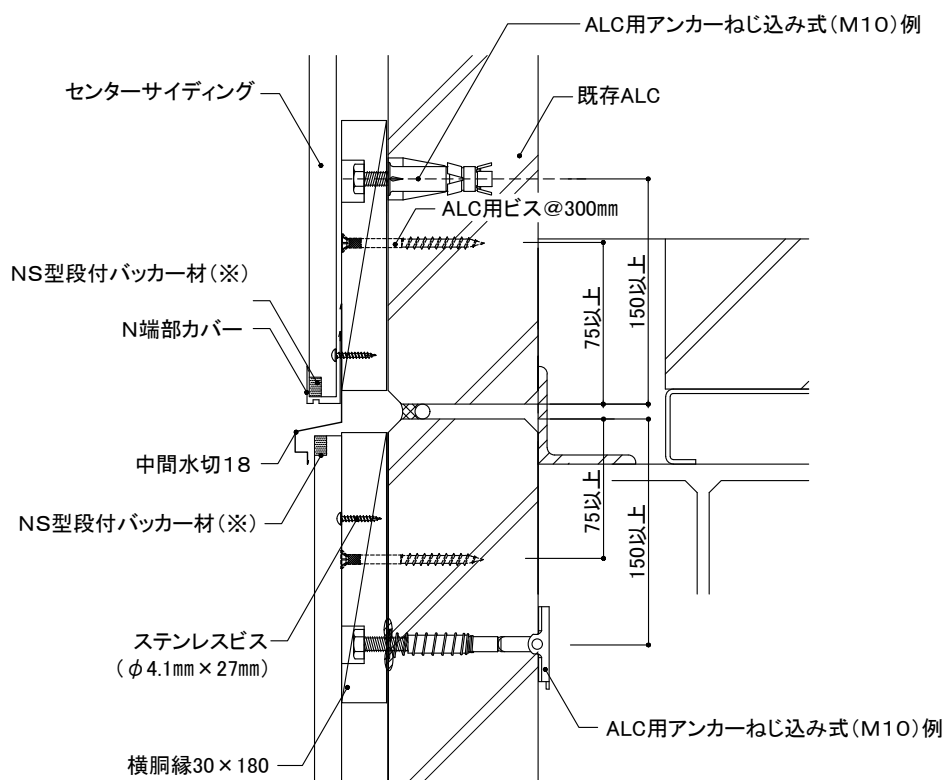 ALC用アンカーねじ込み式(M10)例
センターサイディング
既存ALC
ALC用ビス@300mm
NS型段付バッカー材(※)
N端部カバー
75以上
150以上
中間水切18
NS型段付バッカー材(※)
75以上
150以上
ステンレスビス
(φ4.1mm×27mm)
ALC用アンカーねじ込み式(M10)例
横胴縁30×180